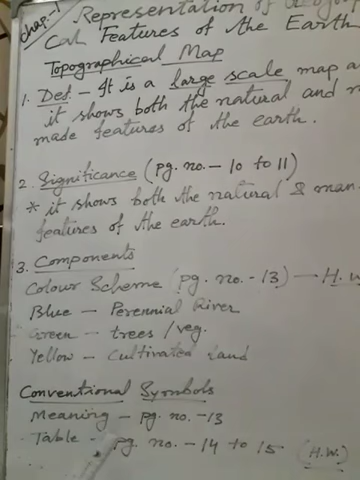 Chap:-1
Representation of
Cal Features of the Earth
Topographical Map
1. Def - It is a large scale map a
it shows both the natural and m
made features of the earth.
2. Significance (pg. no. - 10 to 11)
* it shows both the natural & man-
features of the earth.
3. Components
Colour Scheme (pg. no. - 13) - H.W
Blue - Perennial River
Green - trees/veg.
Yellow - Cultivated land
Conventional Symbols
Meaning - pg. no. - 13
Table - pg. no. - 14 to 15 (H.W.)